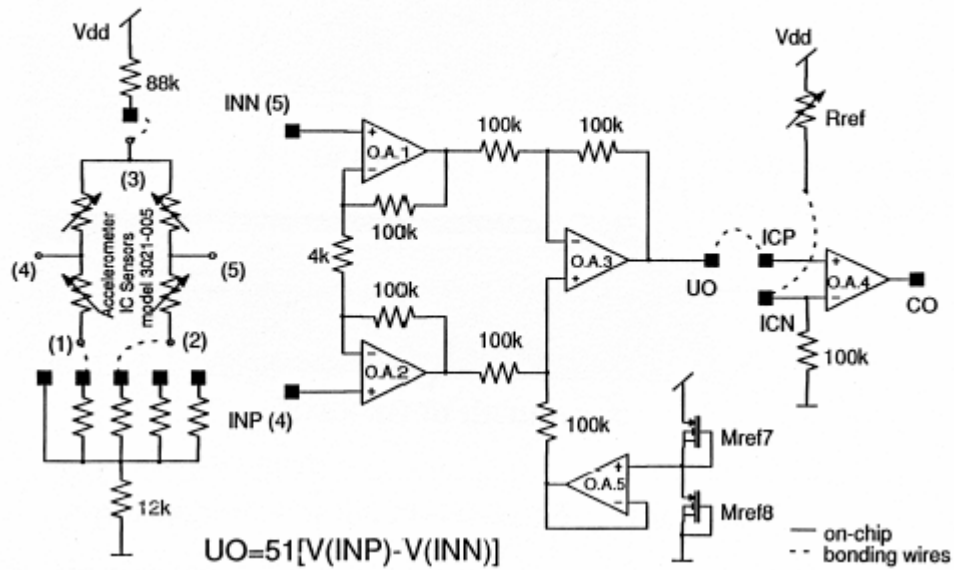 Vdd
88k
(3)
Accelerometer
IC Sensors
model 3021-005
(4)
(5)
(1)
(2)
12k
INN (5)
O.A.1
100k
4k
100k
O.A.2
INP (4)
100k
100k
O.A.3
100k
100k
O.A.5
Mref7
Mref8
UO
Vdd
Rref
ICP
ICN
O.A.4
CO
100k
UO=51[V(INP)-V(INN)]
on-chip
bonding wires